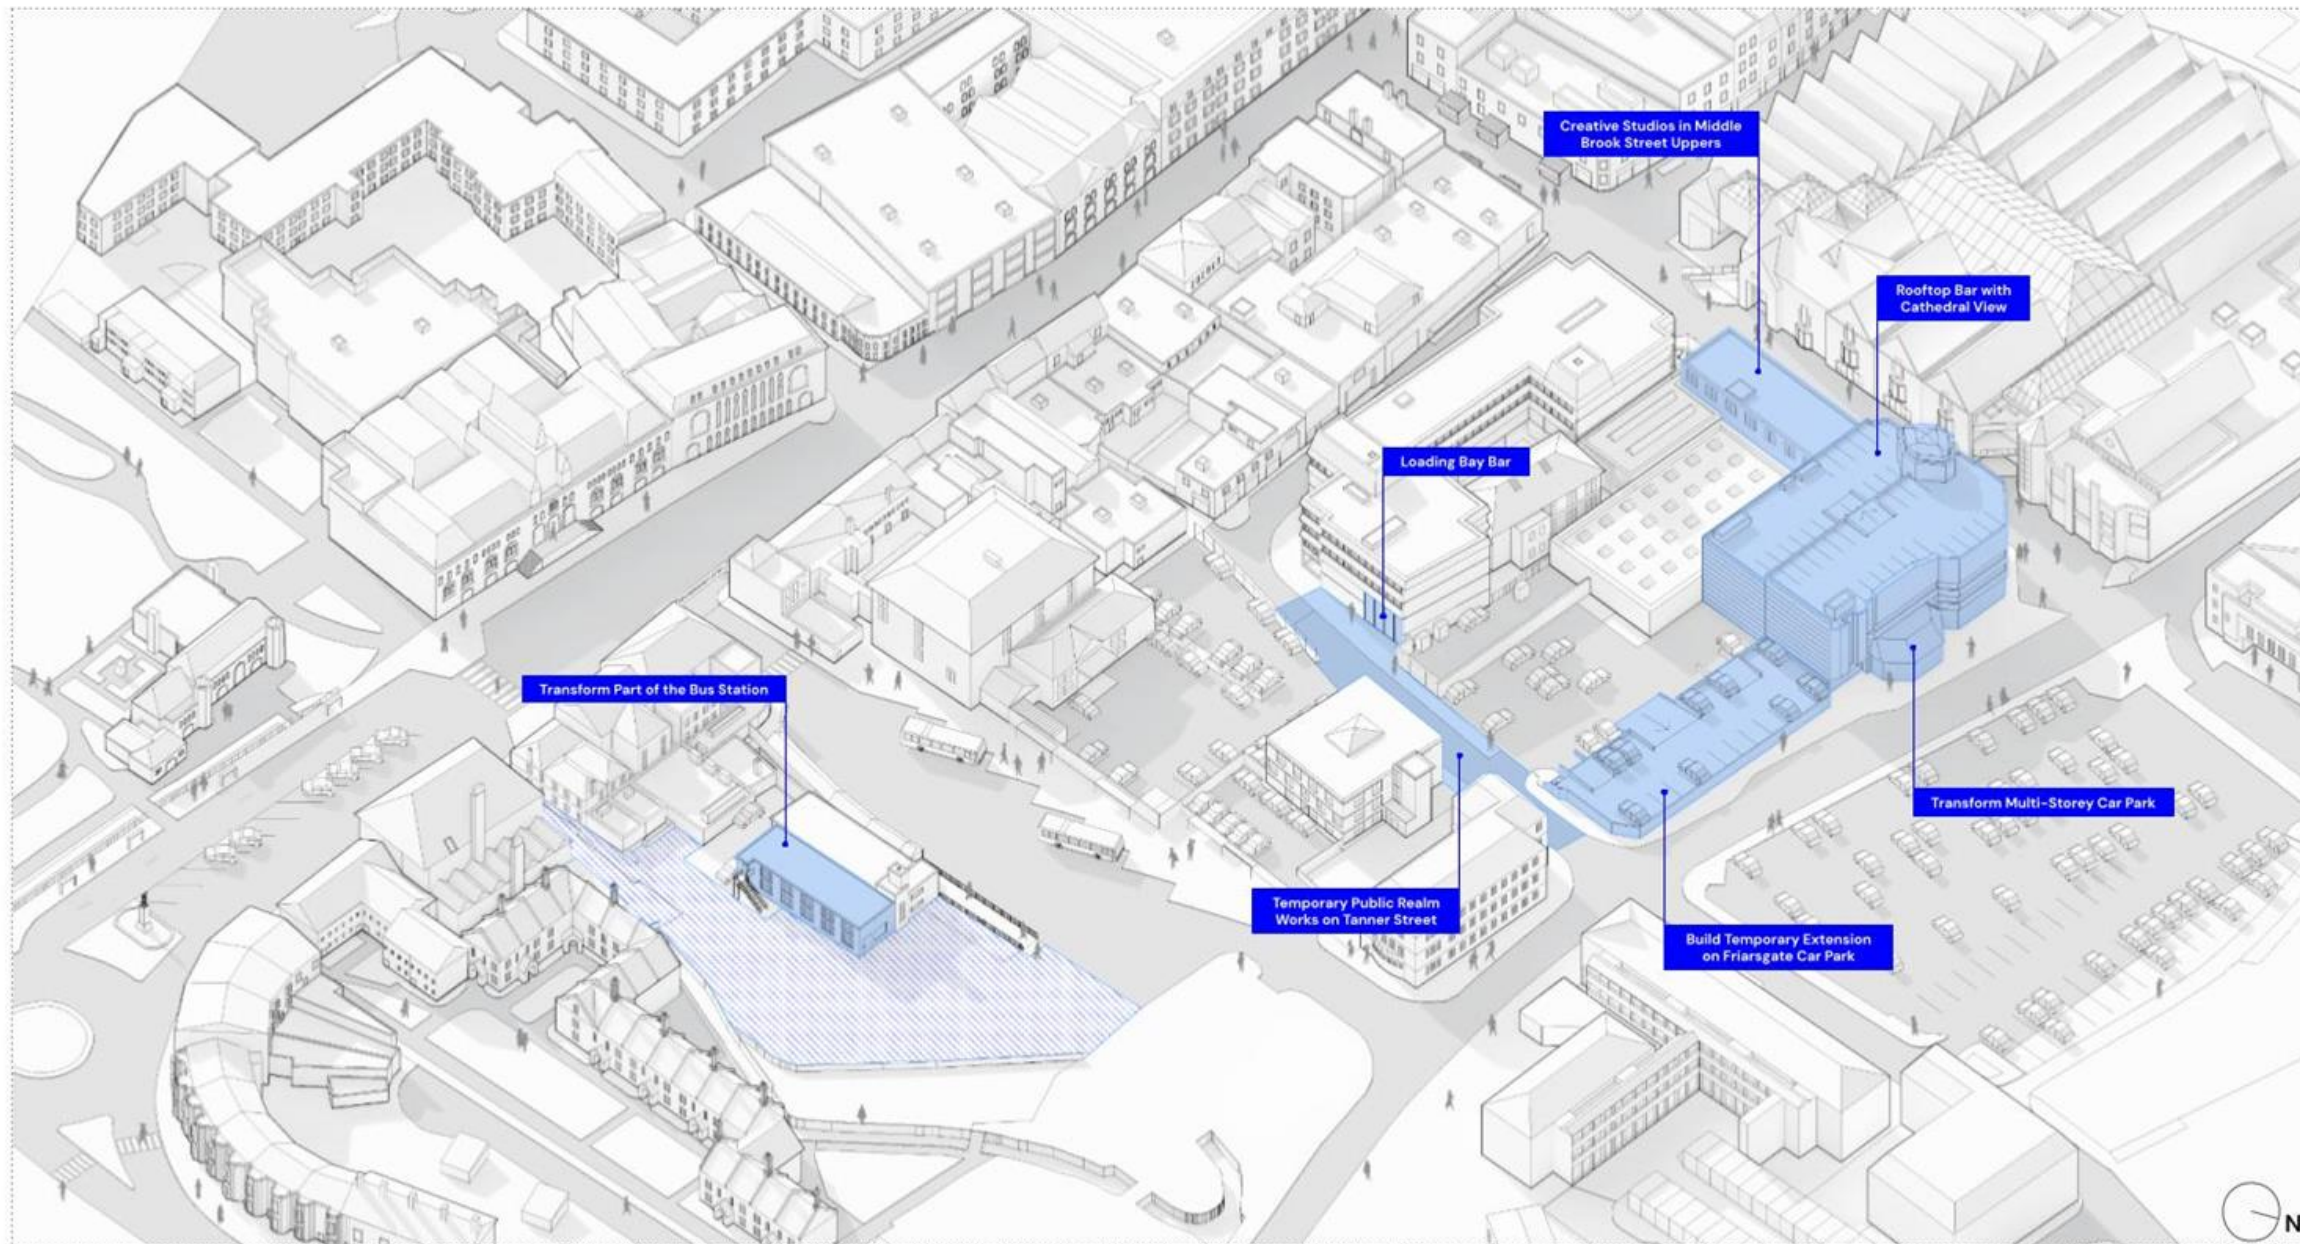 Creative Studios in Middle
Brook Street Uppers
Rooftop Bar with
Cathedral View
Loading Bay Bar
Transform Part of the Bus Station
Transform Multi-Storey Car Park
Temporary Public Realm
Works on Tanner Street
Build Temporary Extension
on Friarsgate Car Park
N